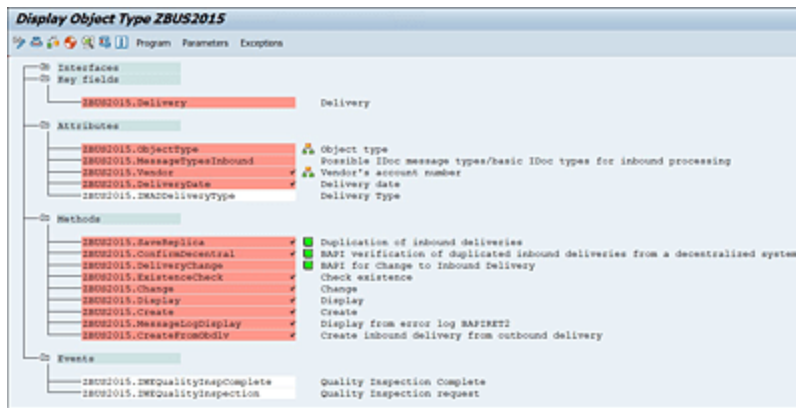 Display Object Type ZBUS2015
Program Parameters Exceptions
Interfaces
Key fields
ZBUS2015.Delivery Delivery
Attributes
ZBUS2015.ObjectType Object type
ZBUS2015.MessageTypesInbound Possible IDoc message types/basic IDoc types for inbound processing
ZBUS2015.Vendor Vendor's account number
ZBUS2015.DeliveryDate Delivery date
ZBUS2015.ZWADDeliveryType Delivery Type
Methods
ZBUS2015.SaveReplica Duplication of inbound deliveries
ZBUS2015.ConfirmDecentral BAPI verification of duplicated inbound deliveries from a decentralized system
ZBUS2015.DeliveryChange BAPI for Change to Inbound Delivery
ZBUS2015.ExistenceCheck Check existence
ZBUS2015.Change Change
ZBUS2015.Display Display
ZBUS2015.Create Create
ZBUS2015.MessageLogDisplay Display from error log BAPIRET2
ZBUS2015.CreateFromObdlv Create inbound delivery from outbound delivery
Events
ZBUS2015.ZWEQualityInspComplete Quality Inspection Complete
ZBUS2015.ZWEQualityInspection Quality Inspection request